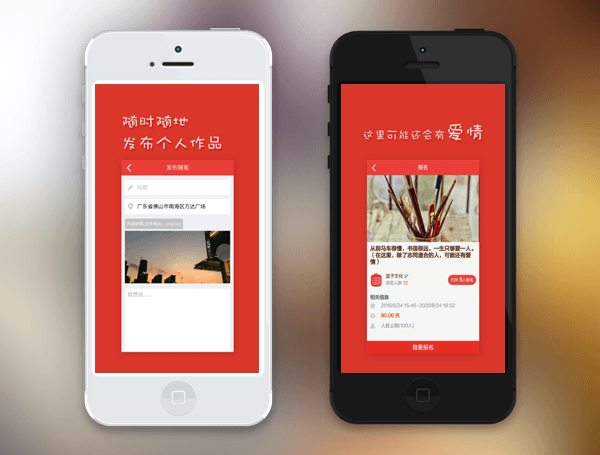 随时随地
发布个人作品
发布随笔
标题
广东省佛山市南海区万达广场
我想说....
这里可能还会有爱情
报名
从前马车很慢，书信很远，一生只够爱一人。
（在这里，除了志同道合的人，可能还有爱
情）
篮子文化
浏览人数 12
已有 5 人报名
相关信息
2016/6/24 15:46~2020/8/24 18:52
80.00 元
人数上限(100人)
我要报名